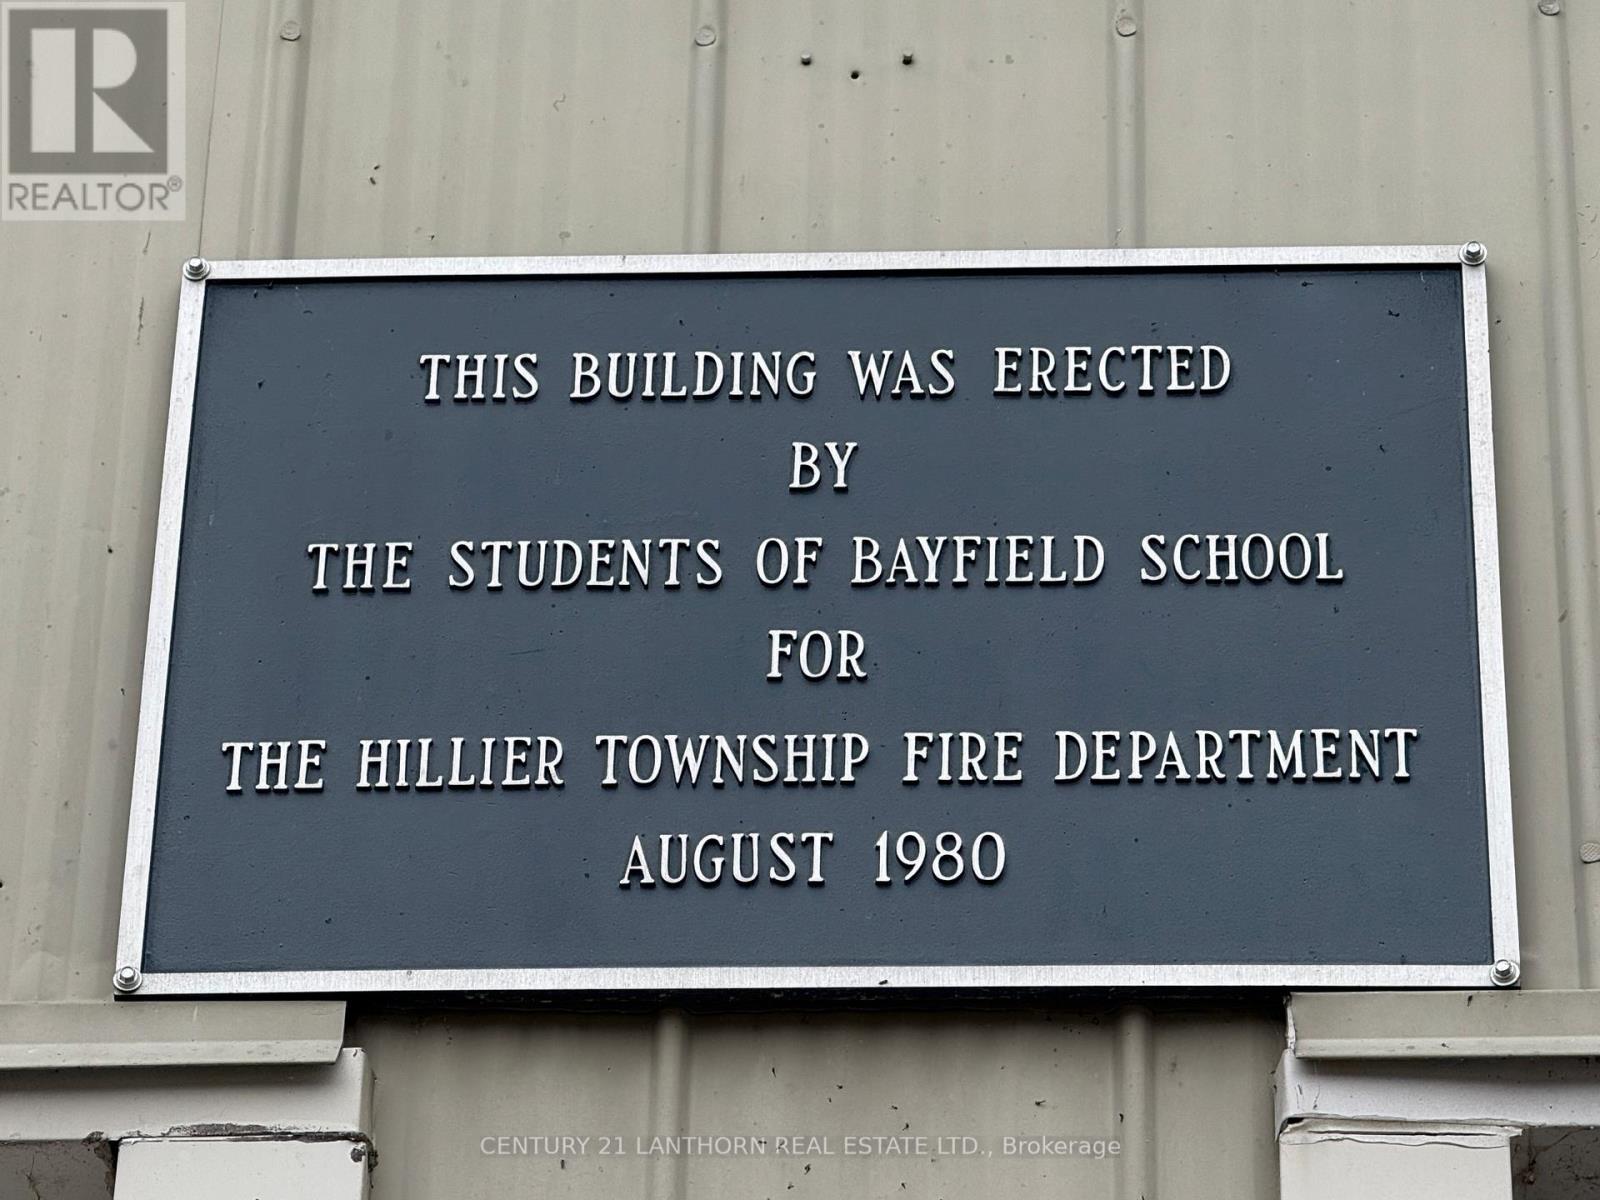 R
REALTOR®
THIS BUILDING WAS ERECTED
BY
THE STUDENTS OF BAYFIELD SCHOOL
FOR
THE HILLIER TOWNSHIP FIRE DEPARTMENT
AUGUST 1980
CENTURY 21 LANTHORN REAL ESTATE LTD., Brokerage